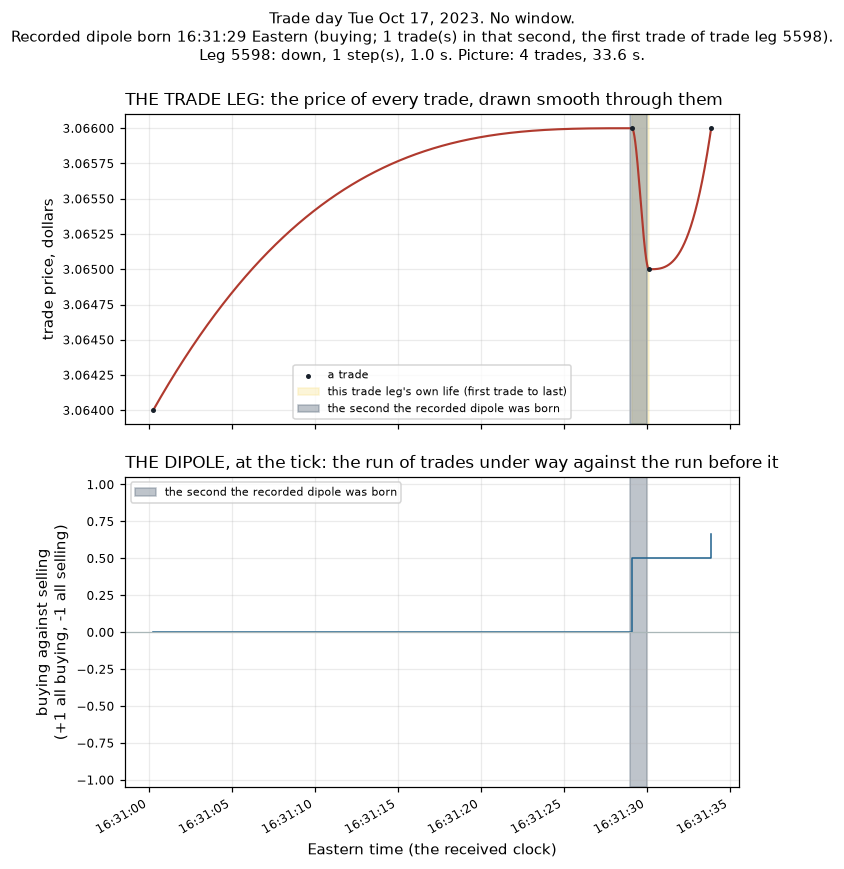 Trade day Tue Oct 17, 2023. No window.
Recorded dipole born 16:31:29 Eastern (buying; 1 trade(s) in that second, the first trade of trade leg 5598).
Leg 5598: down, 1 step(s), 1.0 s. Picture: 4 trades, 33.6 s.
THE TRADE LEG: the price of every trade, drawn smooth through them
3.06600
3.06575
3.06550
3.06525
3.06500
3.06475
3.06450
3.06425
3.06400
trade price, dollars
a trade
this trade leg's own life (first trade to last)
the second the recorded dipole was born
THE DIPOLE, at the tick: the run of trades under way against the run before it
1.00
0.75
0.50
0.25
0.00
−0.25
−0.50
−0.75
−1.00
buying against selling
(+1 all buying, -1 all selling)
the second the recorded dipole was born
16:31:00
16:31:05
16:31:10
16:31:15
16:31:20
16:31:25
16:31:30
16:31:35
Eastern time (the received clock)